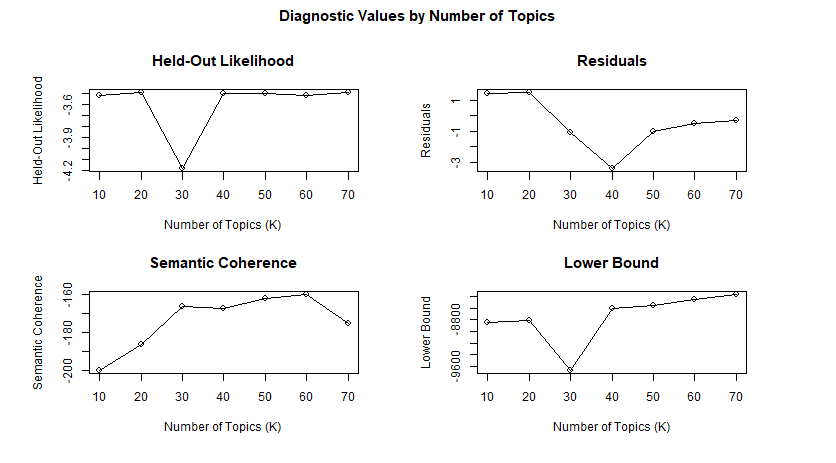 Diagnostic Values by Number of Topics
Held-Out Likelihood
Held-Out Likelihood
-3.6
-3.9
-4.2
10 20 30 40 50 60 70
Number of Topics (K)
Residuals
Residuals
1
-1
-3
10 20 30 40 50 60 70
Number of Topics (K)
Semantic Coherence
Semantic Coherence
-160
-180
-200
10 20 30 40 50 60 70
Number of Topics (K)
Lower Bound
Lower Bound
-8800
-9600
10 20 30 40 50 60 70
Number of Topics (K)